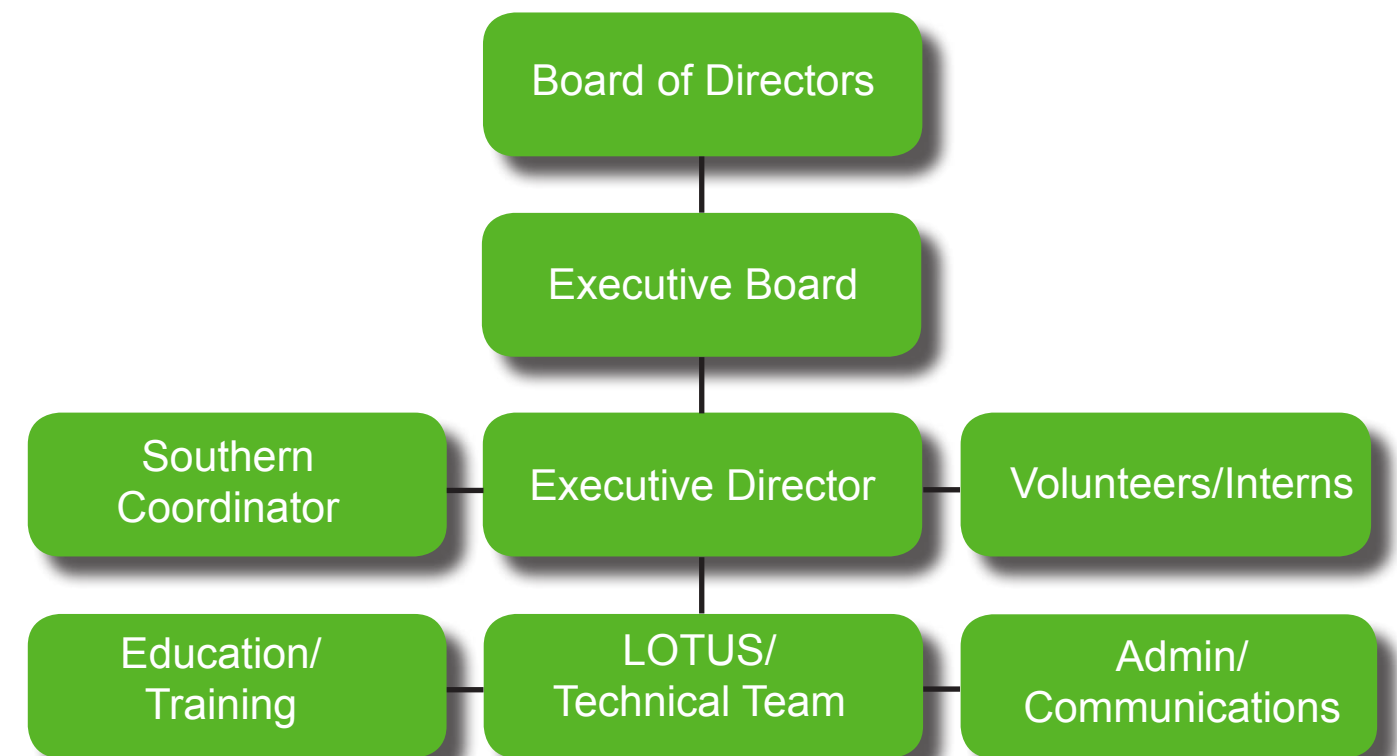 Board of Directors
Executive Board
Southern
Coordinator
Executive Director
Volunteers/Interns
Education/
Training
LOTUS/
Technical Team
Admin/
Communications